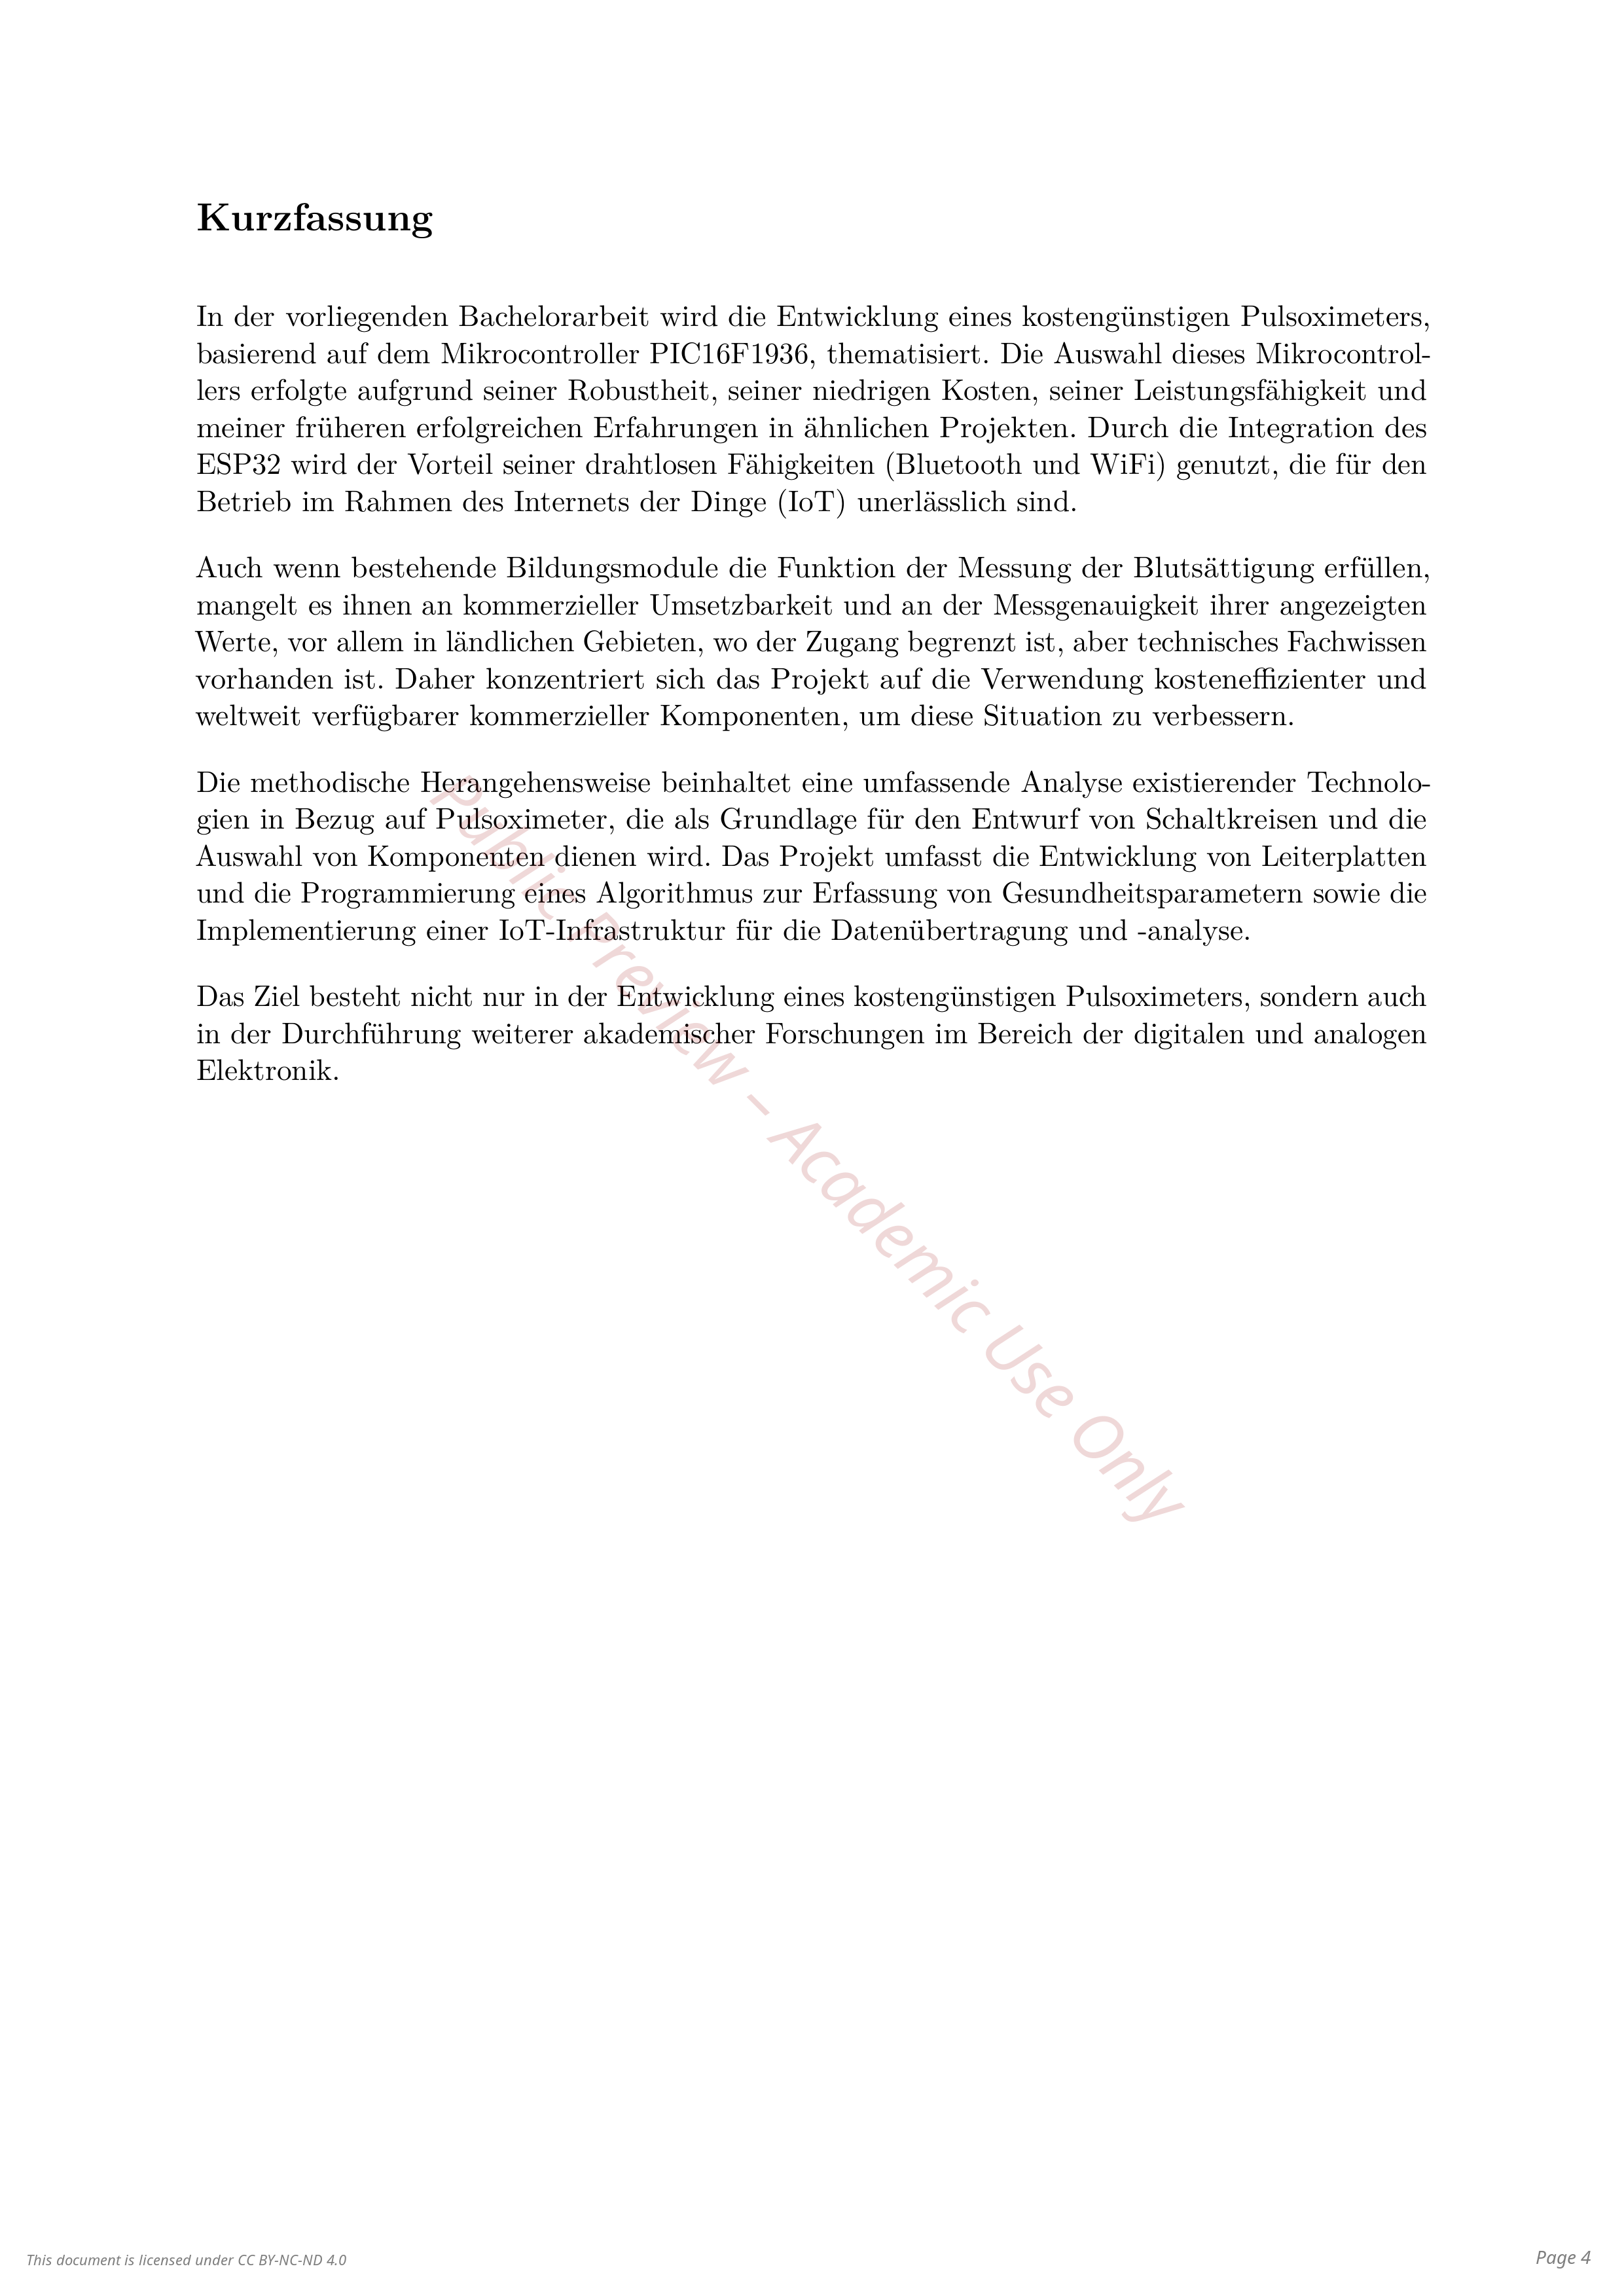 Kurzfassung
In der vorliegenden Bachelorarbeit wird die Entwicklung eines kostengünstigen Pulsoximeters,
basierend auf dem Mikrocontroller PIC16F1936, thematisiert. Die Auswahl dieses Mikrocontrol-
lers erfolgte aufgrund seiner Robustheit, seiner niedrigen Kosten, seiner Leistungsfähigkeit und
meiner früheren erfolgreichen Erfahrungen in ähnlichen Projekten. Durch die Integration des
ESP32 wird der Vorteil seiner drahtlosen Fähigkeiten (Bluetooth und WiFi) genutzt, die für den
Betrieb im Rahmen des Internets der Dinge (IoT) unerlässlich sind.
Auch wenn bestehende Bildungsmodule die Funktion der Messung der Blutsättigung erfüllen,
mangelt es ihnen an kommerzieller Umsetzbarkeit und an der Messgenauigkeit ihrer angezeigten
Werte, vor allem in ländlichen Gebieten, wo der Zugang begrenzt ist, aber technisches Fachwissen
vorhanden ist. Daher konzentriert sich das Projekt auf die Verwendung kosteneffizienter und
weltweit verfügbarer kommerzieller Komponenten, um diese Situation zu verbessern.
Die methodische Herangehensweise beinhaltet eine umfassende Analyse existierender Technolo-
gien in Bezug auf Pulsoximeter, die als Grundlage für den Entwurf von Schaltkreisen und die
Auswahl von Komponenten dienen wird. Das Projekt umfasst die Entwicklung von Leiterplatten
und die Programmierung eines Algorithmus zur Erfassung von Gesundheitsparametern sowie die
Implementierung einer IoT-Infrastruktur für die Datenübertragung und -analyse.
Das Ziel besteht nicht nur in der Entwicklung eines kostengünstigen Pulsoximeters, sondern auch
in der Durchführung weiterer akademischer Forschungen im Bereich der digitalen und analogen
Elektronik.
Public Preview – Academic Use Only
This document is licensed under CC BY-NC-ND 4.0
Page 4